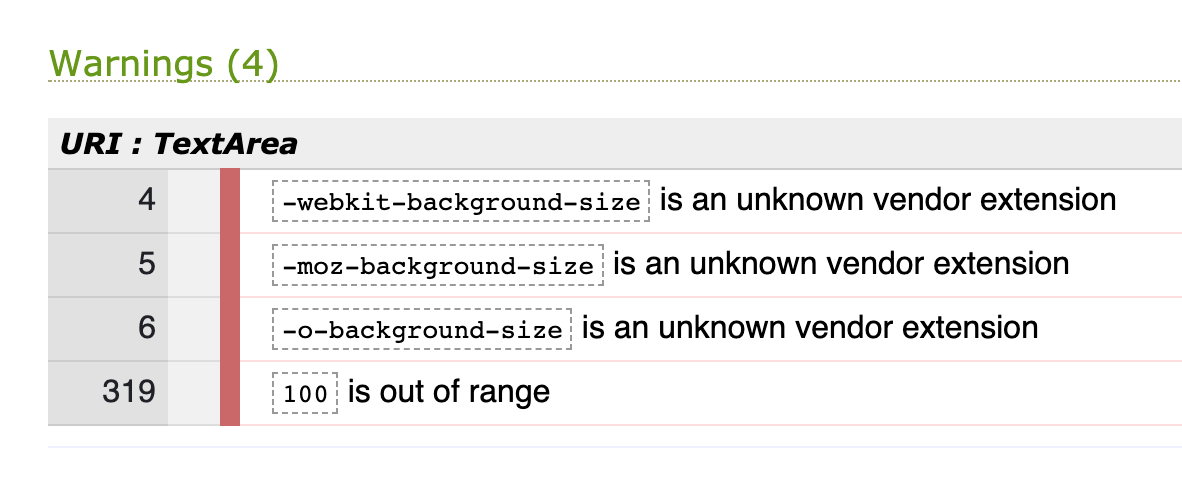 Warnings (4)
URI : TextArea
4 -webkit-background-size is an unknown vendor extension
5 -moz-background-size is an unknown vendor extension
6 -o-background-size is an unknown vendor extension
319 100 is out of range